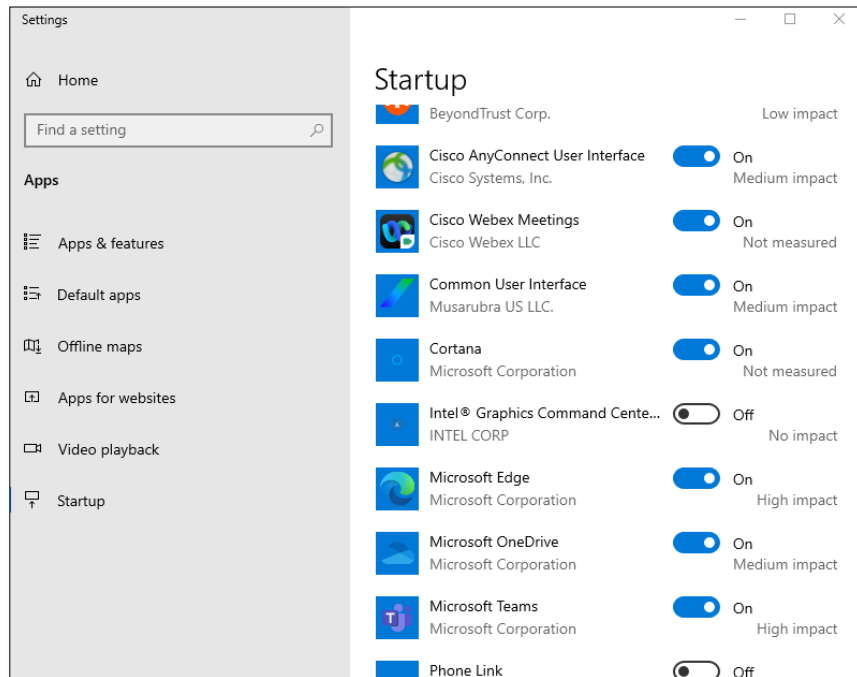 Settings
Home
Find a setting
Apps
Apps & features
Default apps
Offline maps
Apps for websites
Video playback
Startup
Startup
BeyondTrust Corp.
Low impact
Cisco AnyConnect User Interface
On
Cisco Systems, Inc.
Medium impact
Cisco Webex Meetings
On
Cisco Webex LLC
Not measured
Common User Interface
On
Musarubra US LLC.
Medium impact
Cortana
On
Microsoft Corporation
Not measured
Intel® Graphics Command Cente...
Off
INTEL CORP
No impact
Microsoft Edge
On
Microsoft Corporation
High impact
Microsoft OneDrive
On
Microsoft Corporation
Medium impact
Microsoft Teams
On
Microsoft Corporation
High impact
Phone Link
Off